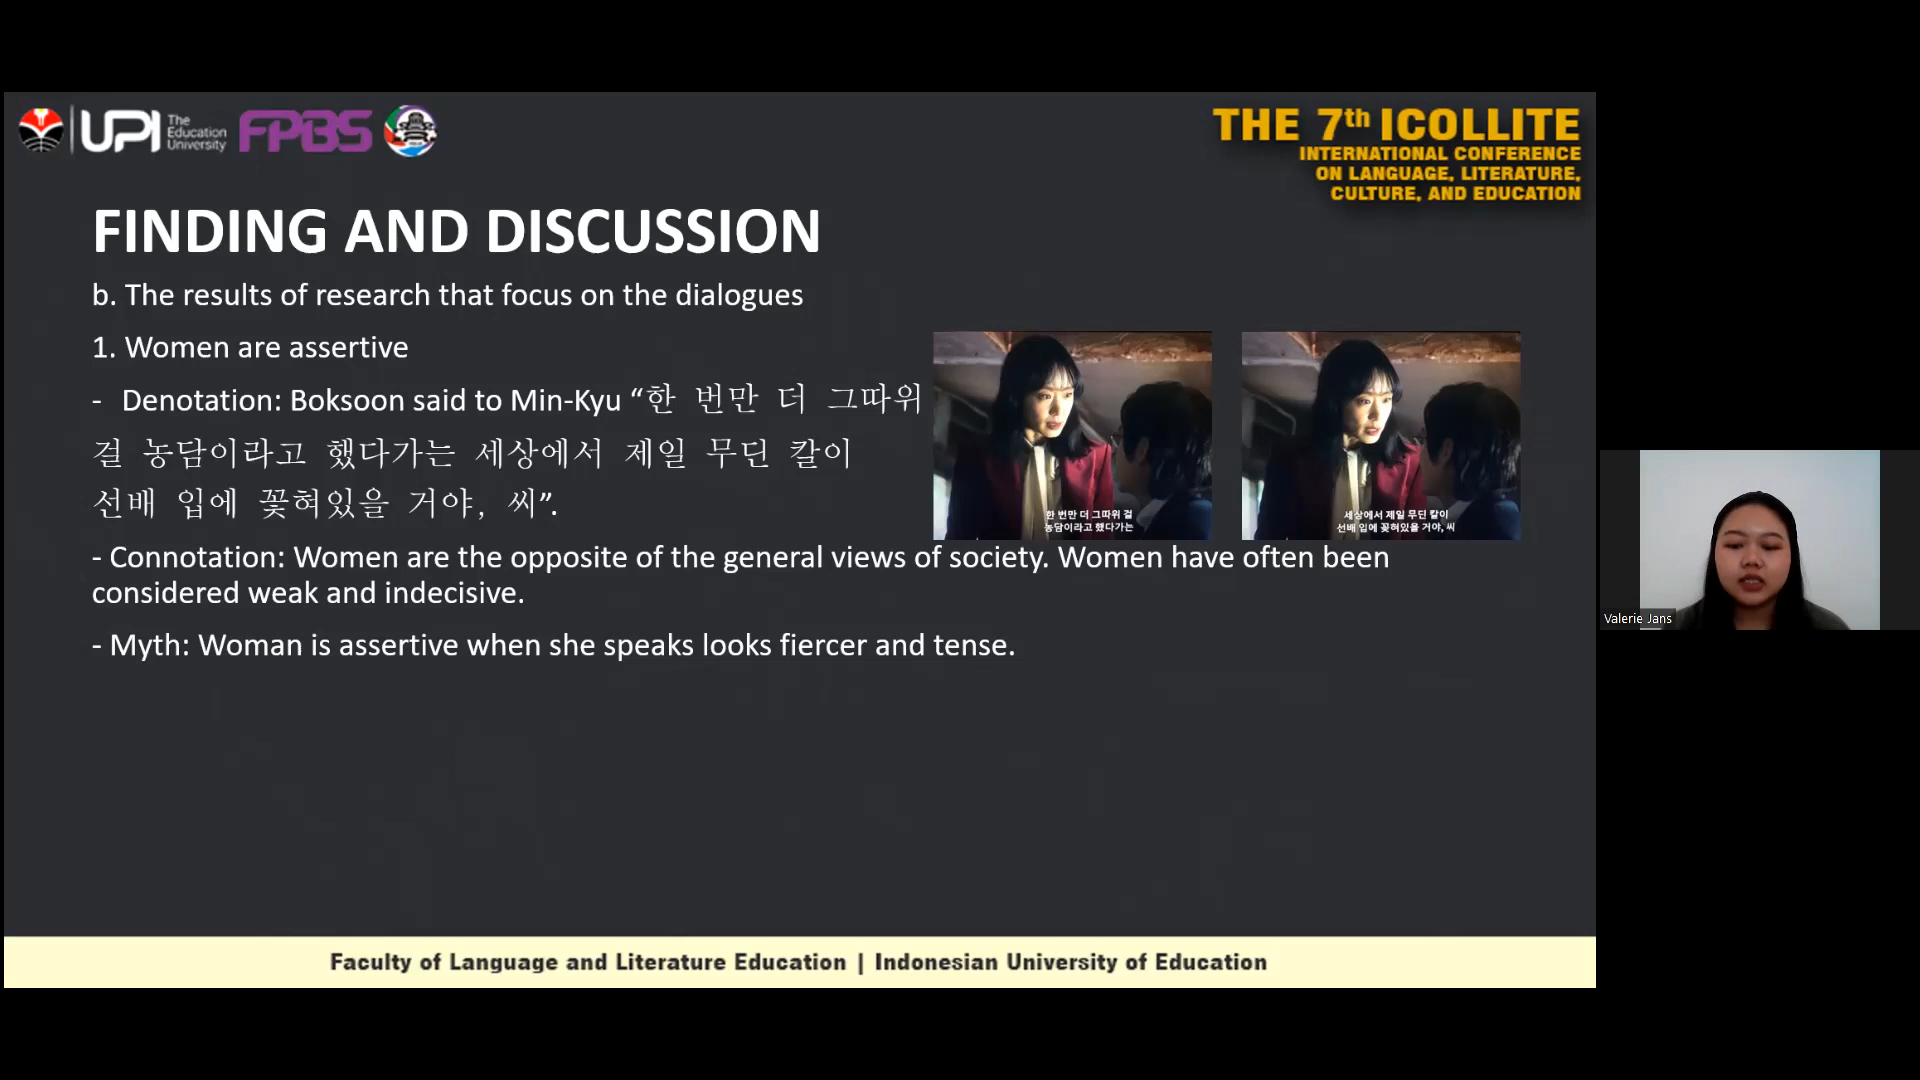 UPI The Education University FPBS
THE 7th ICOLLITE
INTERNATIONAL CONFERENCE
ON LANGUAGE, LITERATURE,
CULTURE, AND EDUCATION
FINDING AND DISCUSSION
b. The results of research that focus on the dialogues
1. Women are assertive
- Denotation: Boksoon said to Min-Kyu “한 번만 더 그따위
걸 농담이라고 했다가는 세상에서 제일 무딘 칼이
선배 입에 꽂혀있을 거야, 씨”.
한 번만 더 그따위 걸
농담이라고 했다가는
세상에서 제일 무딘 칼이
선배 입에 꽂혀있을 거야, 씨
- Connotation: Women are the opposite of the general views of society. Women have often been
considered weak and indecisive.
- Myth: Woman is assertive when she speaks looks fiercer and tense.
Valerie Jans
Faculty of Language and Literature Education | Indonesian University of Education